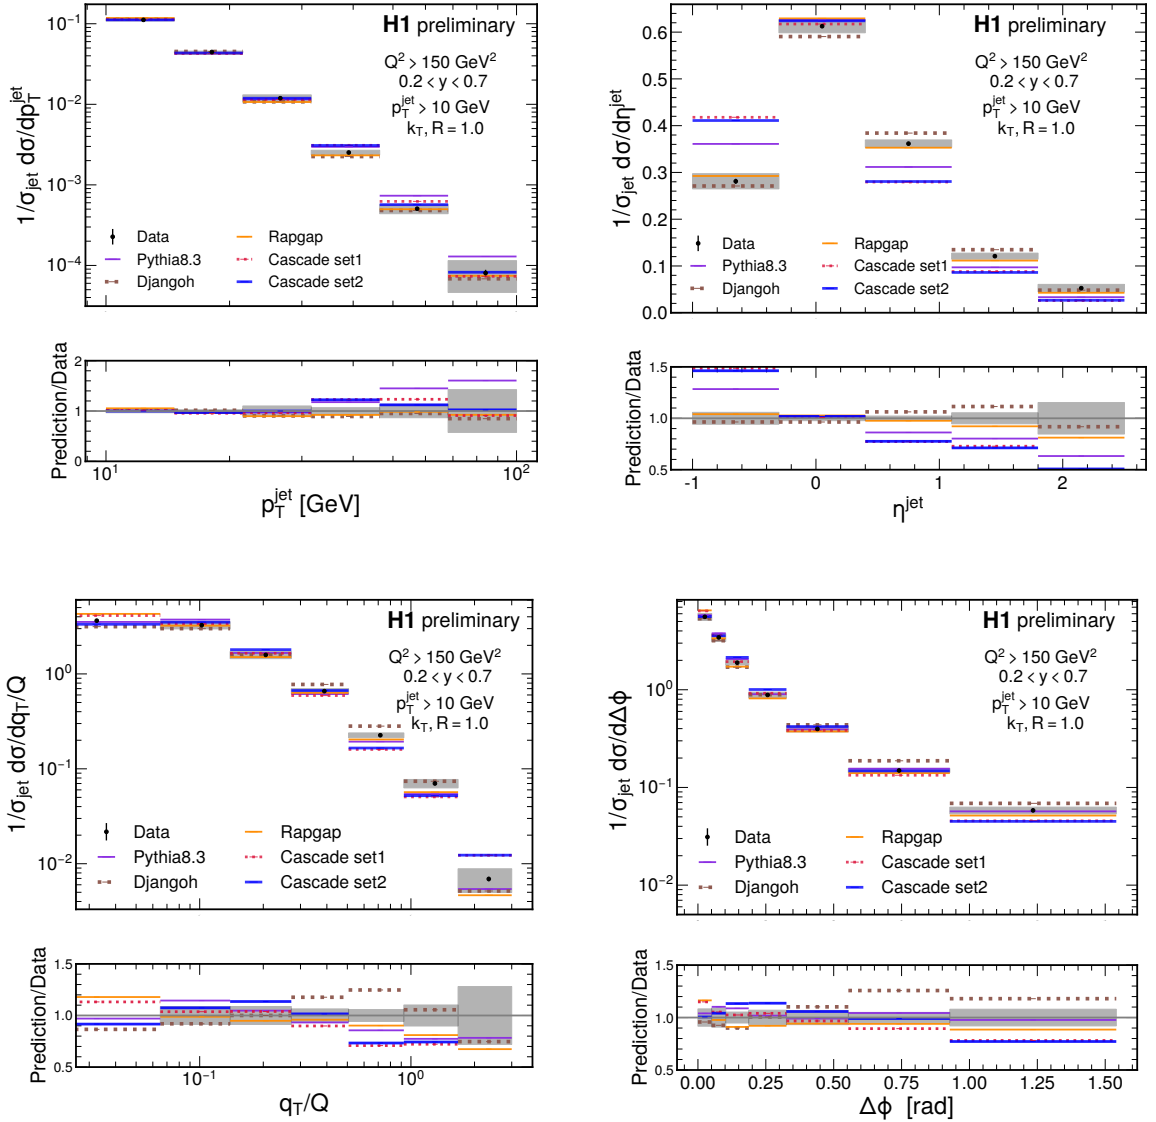 H1 preliminary
Q² > 150 GeV²
0.2 < y < 0.7
p_T^jet > 10 GeV
k_T, R = 1.0
1/σ_jet dσ/dp_T^jet
10⁻¹
10⁻²
10⁻³
10⁻⁴
Data
Pythia8.3
Djangoh
Rapgap
Cascade set1
Cascade set2
Prediction/Data
2
1
0
10¹
10²
p_T^jet [GeV]
H1 preliminary
Q² > 150 GeV²
0.2 < y < 0.7
p_T^jet > 10 GeV
k_T, R = 1.0
1/σ_jet dσ/dη^jet
0.6
0.5
0.4
0.3
0.2
0.1
0.0
Data
Pythia8.3
Djangoh
Rapgap
Cascade set1
Cascade set2
Prediction/Data
1.5
1.0
0.5
-1
0
1
2
η^jet
H1 preliminary
Q² > 150 GeV²
0.2 < y < 0.7
p_T^jet > 10 GeV
k_T, R = 1.0
1/σ_jet dσ/dq_T/Q
10⁰
10⁻¹
10⁻²
Data
Pythia8.3
Djangoh
Rapgap
Cascade set1
Cascade set2
Prediction/Data
1.5
1.0
0.5
10⁻¹
10⁰
q_T/Q
H1 preliminary
Q² > 150 GeV²
0.2 < y < 0.7
p_T^jet > 10 GeV
k_T, R = 1.0
1/σ_jet dσ/dΔϕ
10⁰
10⁻¹
10⁻²
Data
Pythia8.3
Djangoh
Rapgap
Cascade set1
Cascade set2
Prediction/Data
1.5
1.0
0.5
0.00
0.25
0.50
0.75
1.00
1.25
1.50
Δϕ [rad]